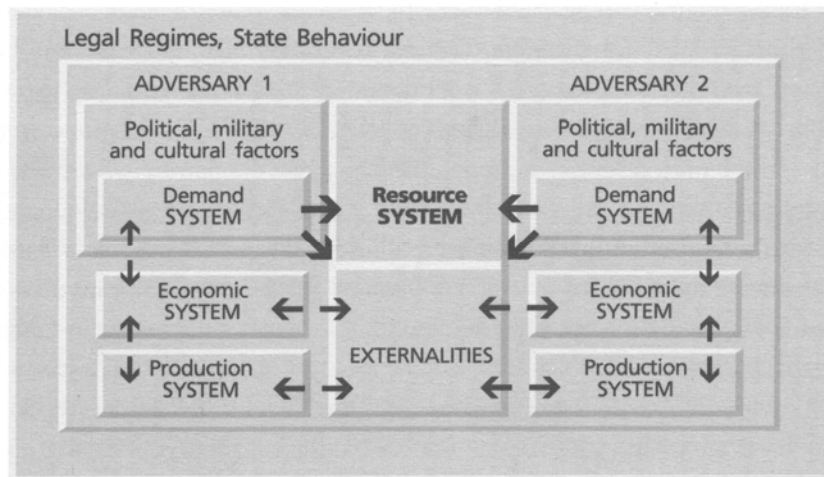 Legal Regimes, State Behaviour
ADVERSARY 1
ADVERSARY 2
Political, military
and cultural factors
Demand
SYSTEM
Resource
SYSTEM
Political, military
and cultural factors
Demand
SYSTEM
Economic
SYSTEM
Economic
SYSTEM
EXTERNALITIES
Production
SYSTEM
Production
SYSTEM